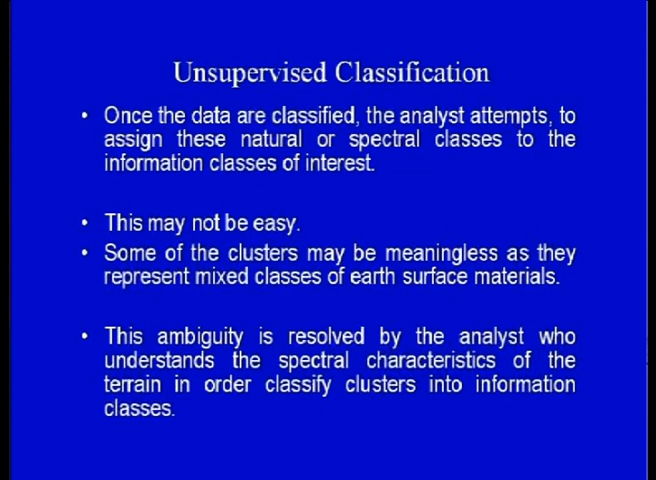 Unsupervised Classification
• Once the data are classified, the analyst attempts, to
assign these natural or spectral classes to the
information classes of interest.
• This may not be easy.
• Some of the clusters may be meaningless as they
represent mixed classes of earth surface materials.
• This ambiguity is resolved by the analyst who
understands the spectral characteristics of the
terrain in order classify clusters into information
classes.